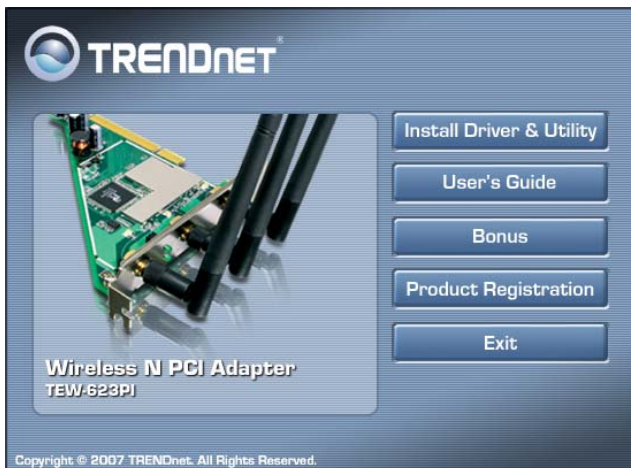 TRENDNET®
Install Driver & Utility
User's Guide
Bonus
Product Registration
Exit
Wireless N PCI Adapter
TEW-623PI
Copyright © 2007 TRENDnet. All Rights Reserved.